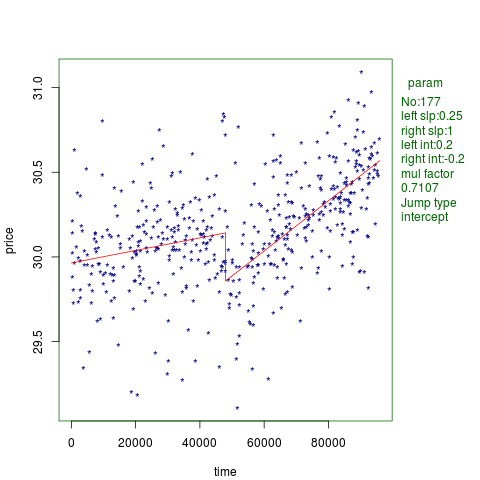 param
No:177
left slp:0.25
right slp:1
left int:0.2
right int:-0.2
mul factor
0.7107
Jump type
intercept
31.0
30.5
30.0
29.5
price
0 20000 40000 60000 80000
time